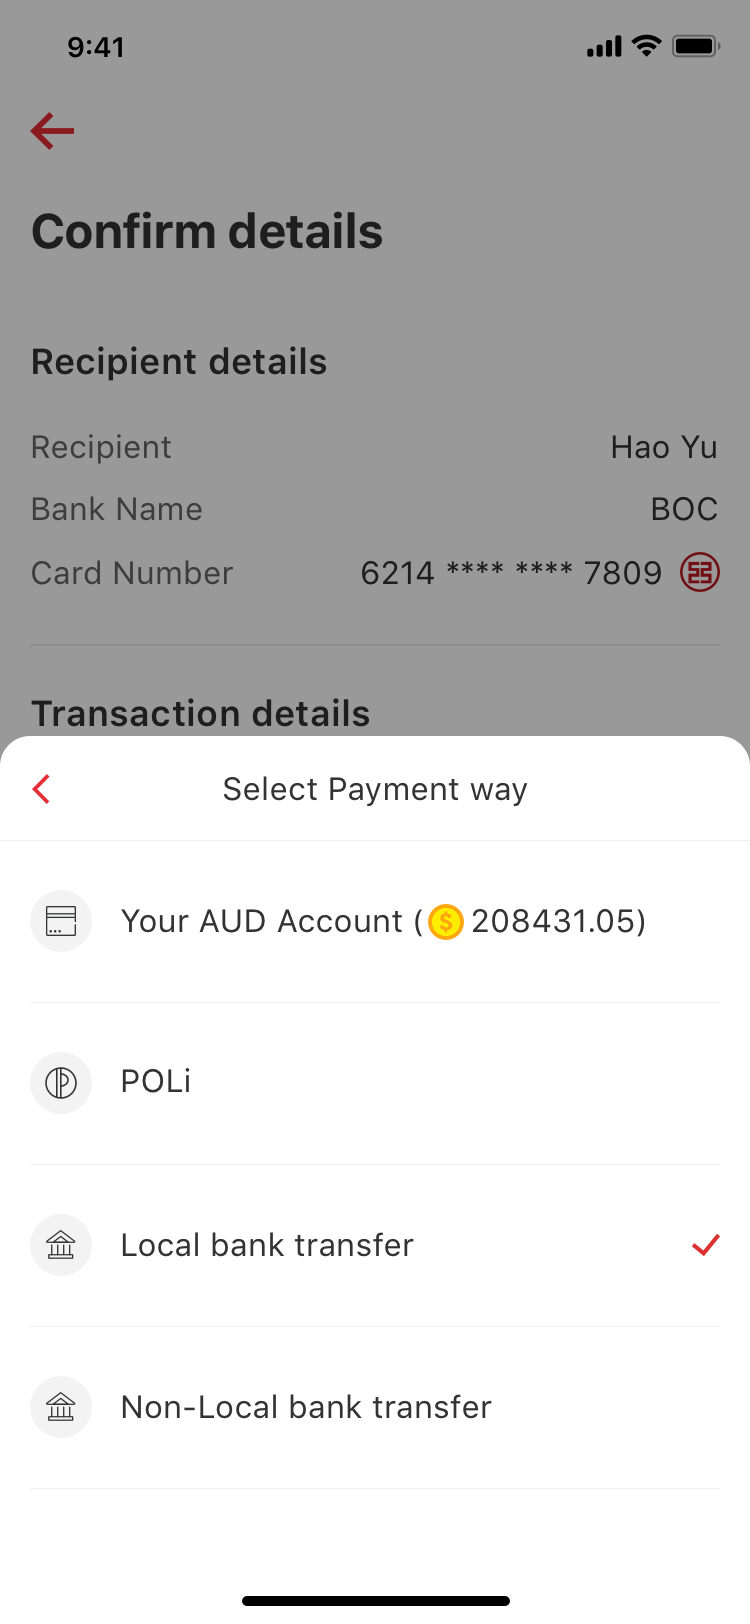 9:41
Confirm details
Recipient details
Recipient Hao Yu
Bank Name BOC
Card Number 6214 **** **** 7809
Transaction details
Select Payment way
Your AUD Account ($ 208431.05)
POLi
Local bank transfer
Non-Local bank transfer